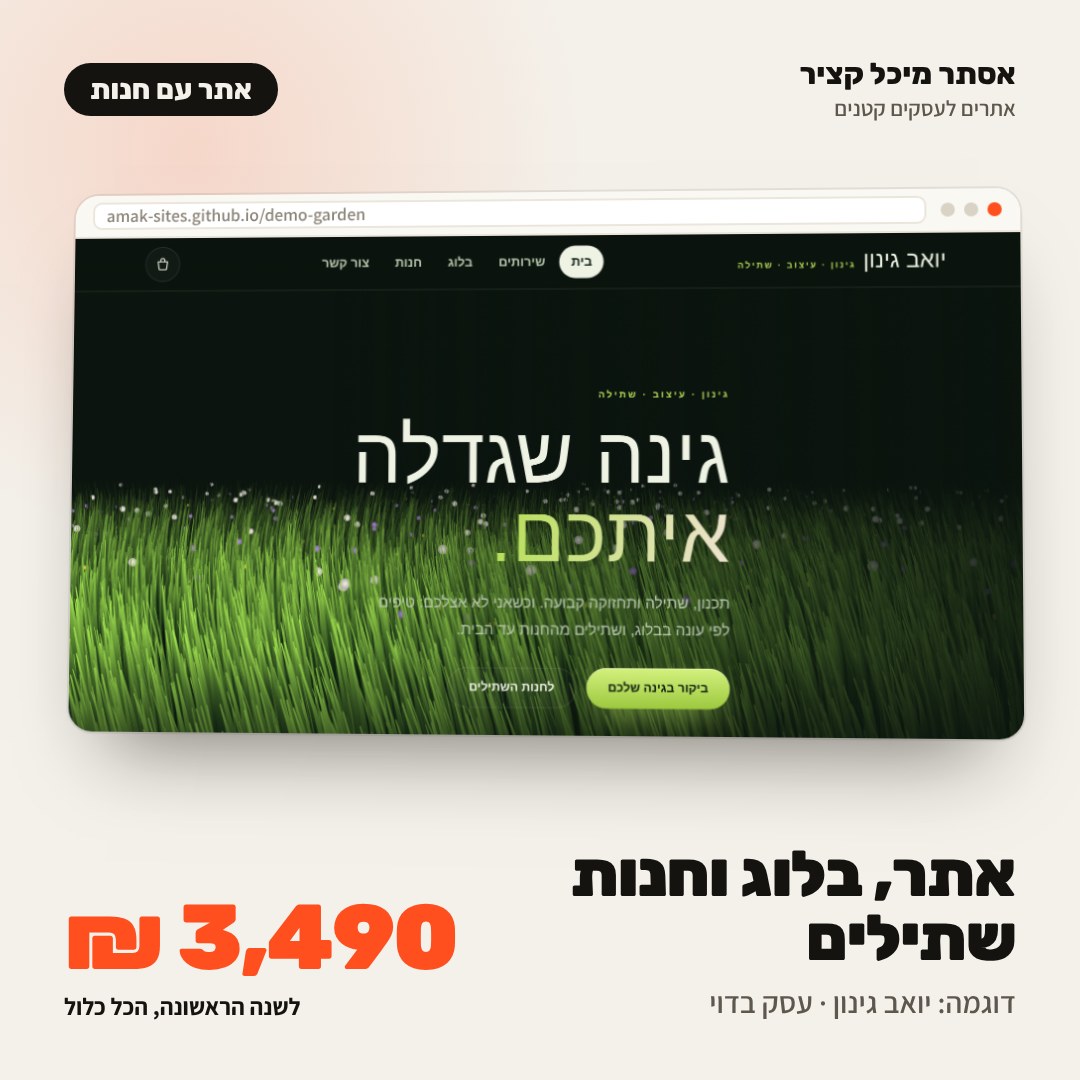 אסתר מיכל קציר
אתרים לעסקים קטנים
אתר עם חנות
amak-sites.github.io/demo-garden
יואב גינון
גינון · עיצוב · שתילה
בית
שירותים
בלוג
חנות
צור קשר
גינון · עיצוב · שתילה
גינה שגדלה
איתכם.
תכנון, שתילה ותחזוקה קבועה. וכשאני לא אצלכם: טיפים
לפי עונה בבלוג, ושתילים מהחנות עד הבית.
ביקור בגינה שלכם
לחנות השתילים
אתר, בלוג וחנות
שתילים
דוגמה: יואב גינון · עסק בדוי
3,490 ₪
לשנה הראשונה, הכל כלול